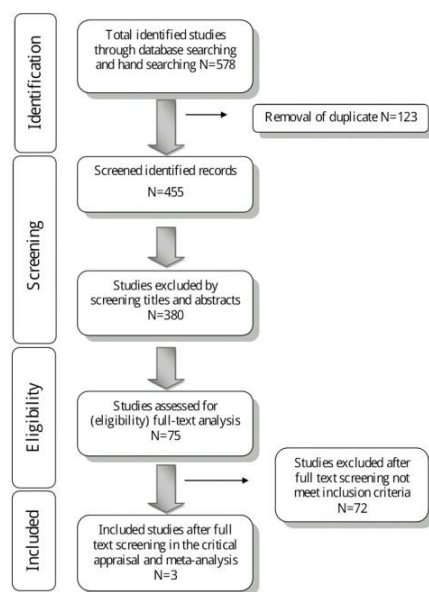 Identification
Total identified studies
through database searching
and hand searching N=578
Removal of duplicate N=123
Screening
Screened identified records
N=455
Studies excluded by
screening titles and abstracts
N=380
Eligibility
Studies assessed for
(eligibility) full-text analysis
N=75
Studies excluded after
full text screening not
meet inclusion criteria
N=72
Included
Included studies after full
text screening in the critical
appraisal and meta-analysis
N=3